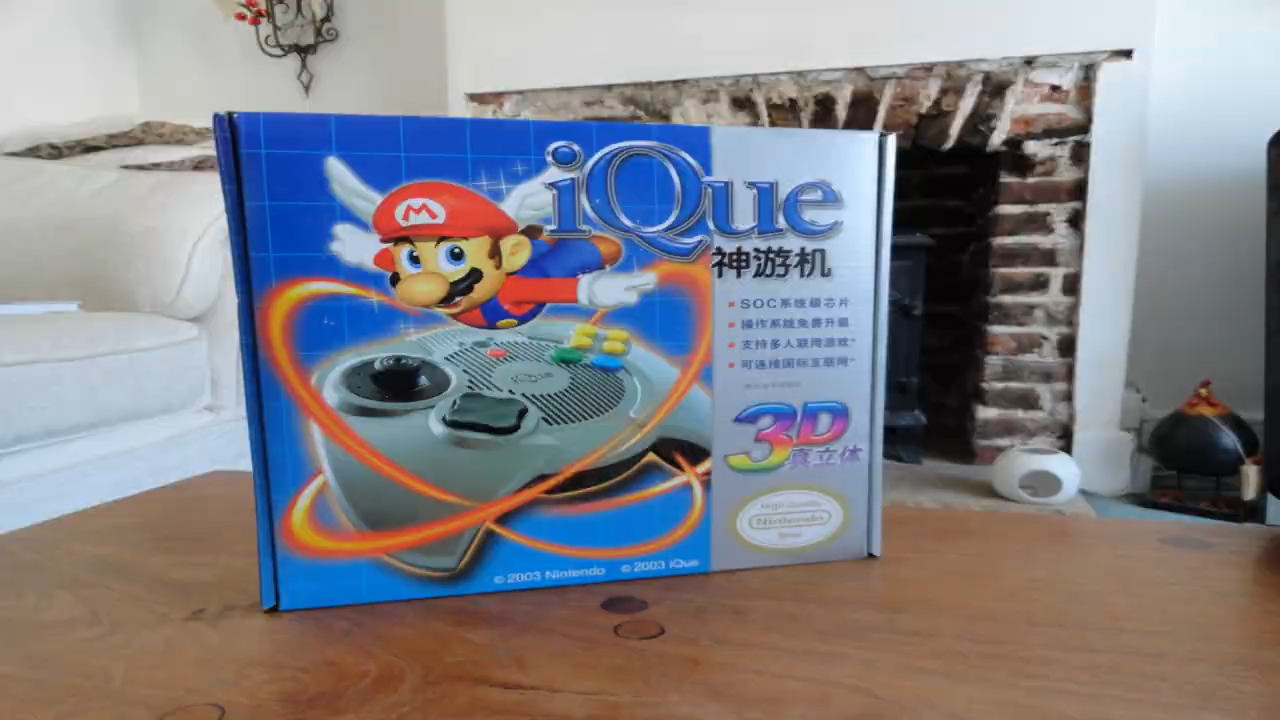 M
iQue
神游机
SOC系统级芯片
操作系统免费升级
支持多人联网游戏*
可连接国际互联网*
iQue
3D
真立体
Nintendo
© 2003 Nintendo © 2003 iQue